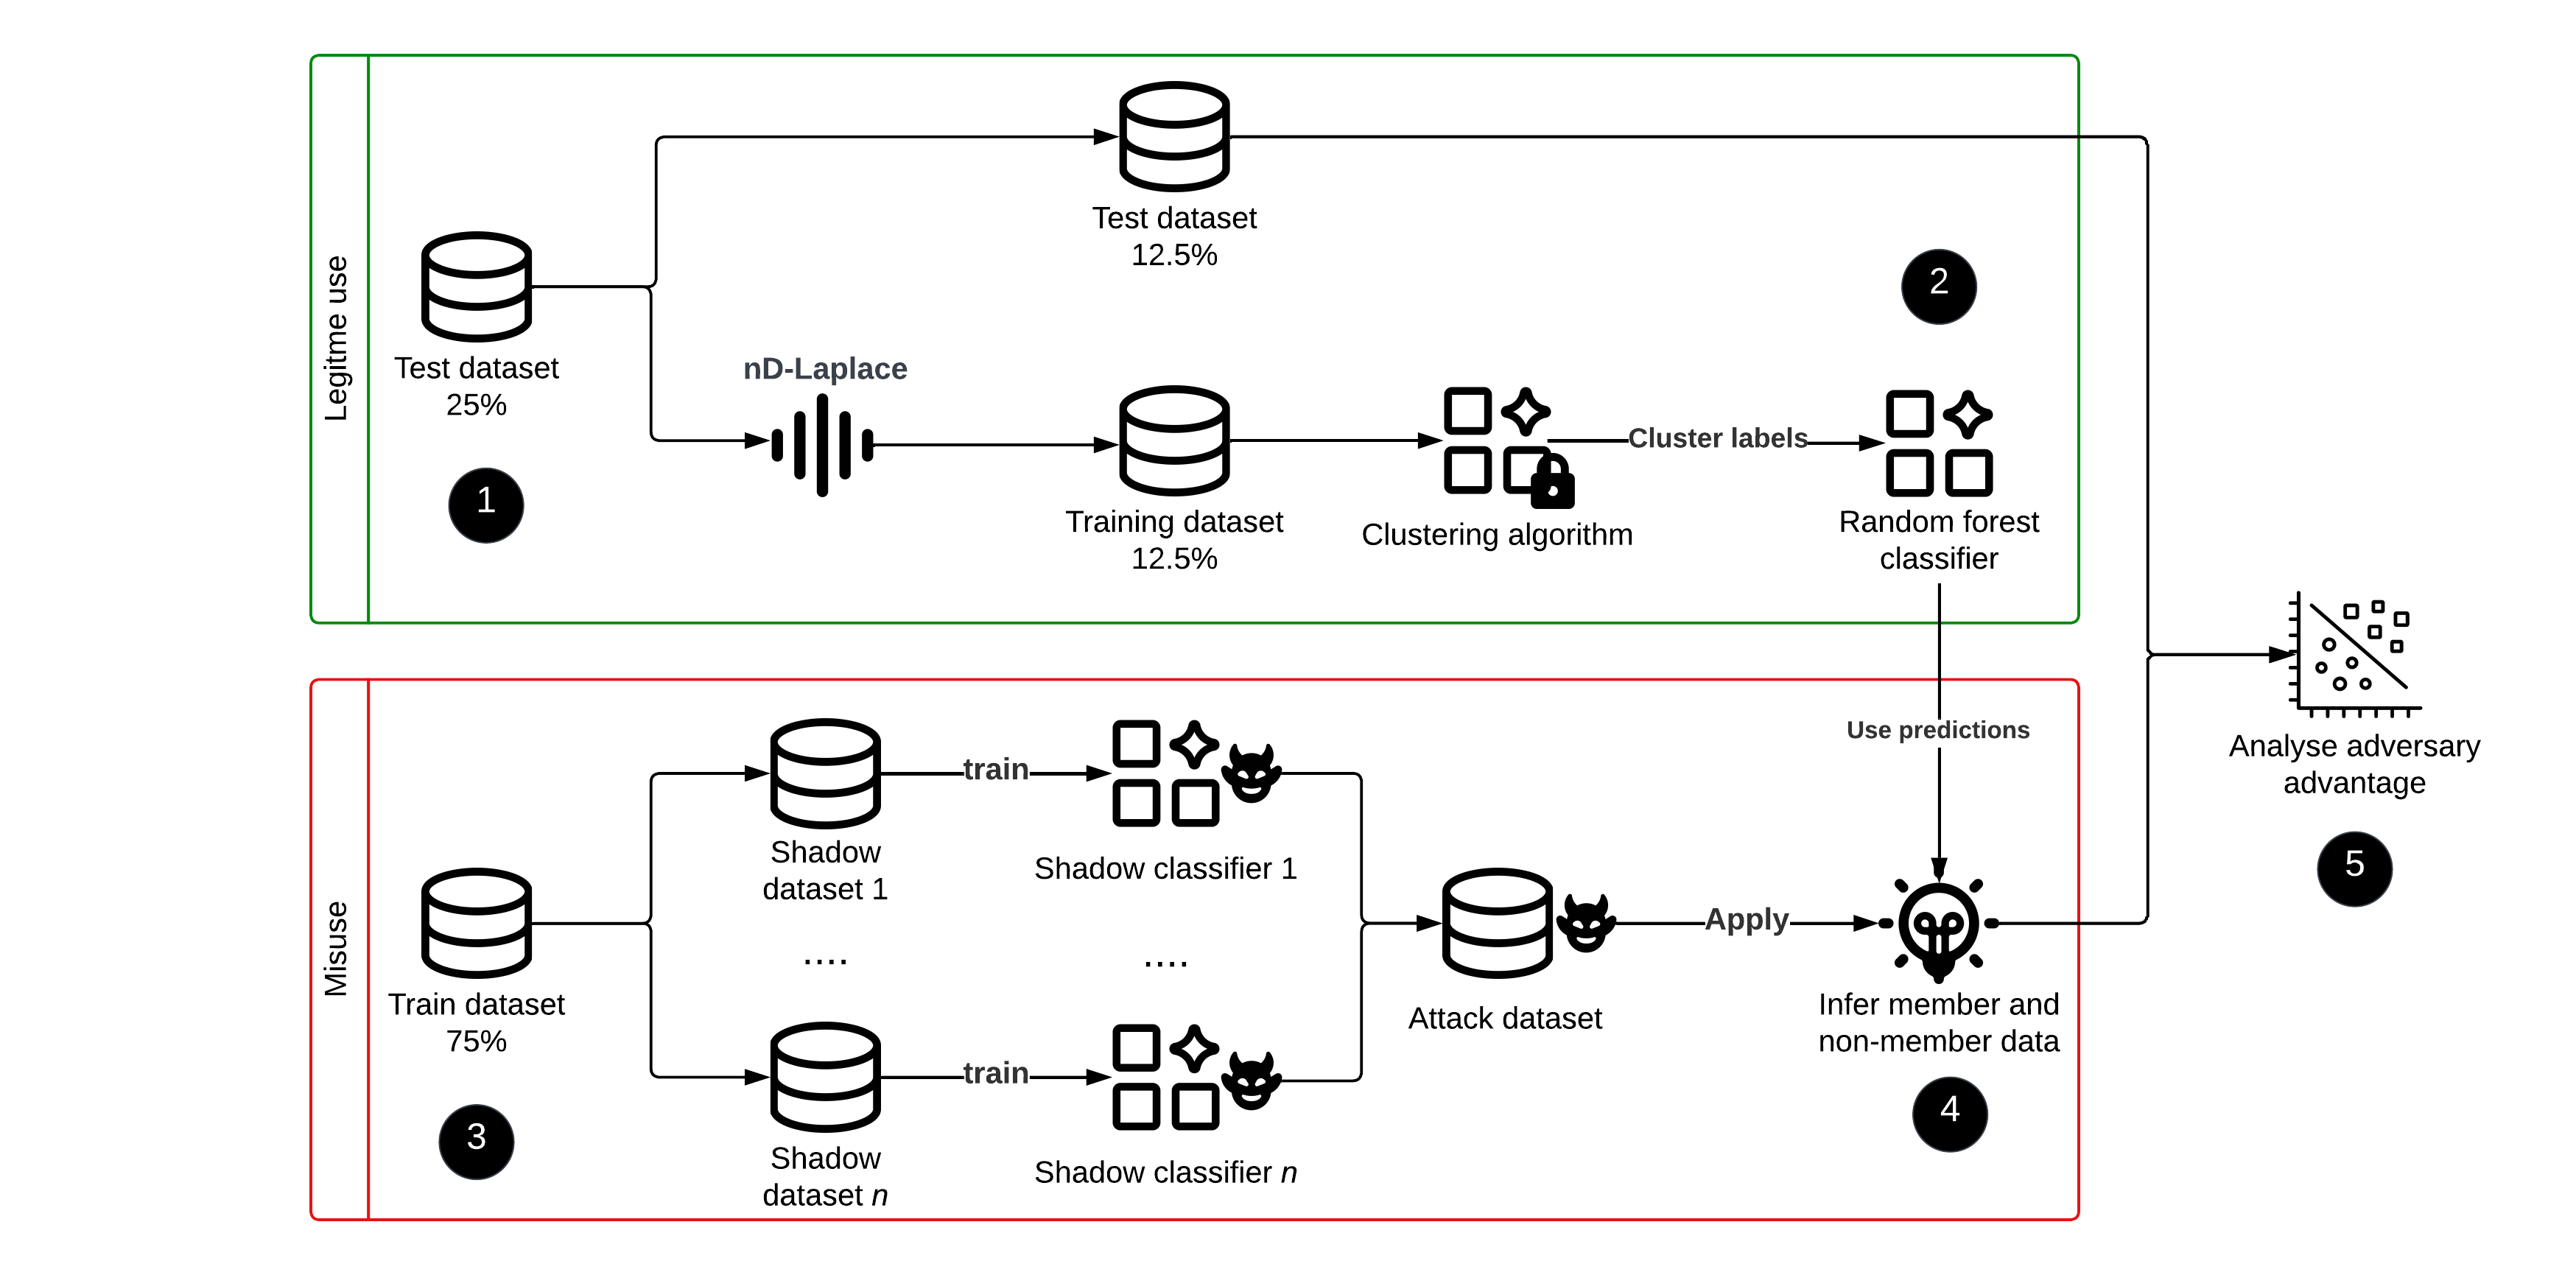 Legitme use
Test dataset
25%
1
Test dataset
12.5%
nD-Laplace
Training dataset
12.5%
Clustering algorithm
Cluster labels
2
Random forest
classifier
Misuse
Train dataset
75%
3
Shadow
dataset 1
....
Shadow
dataset n
train
train
Shadow classifier 1
....
Shadow classifier n
Attack dataset
Apply
Use predictions
Infer member and
non-member data
4
Analyse adversary
advantage
5